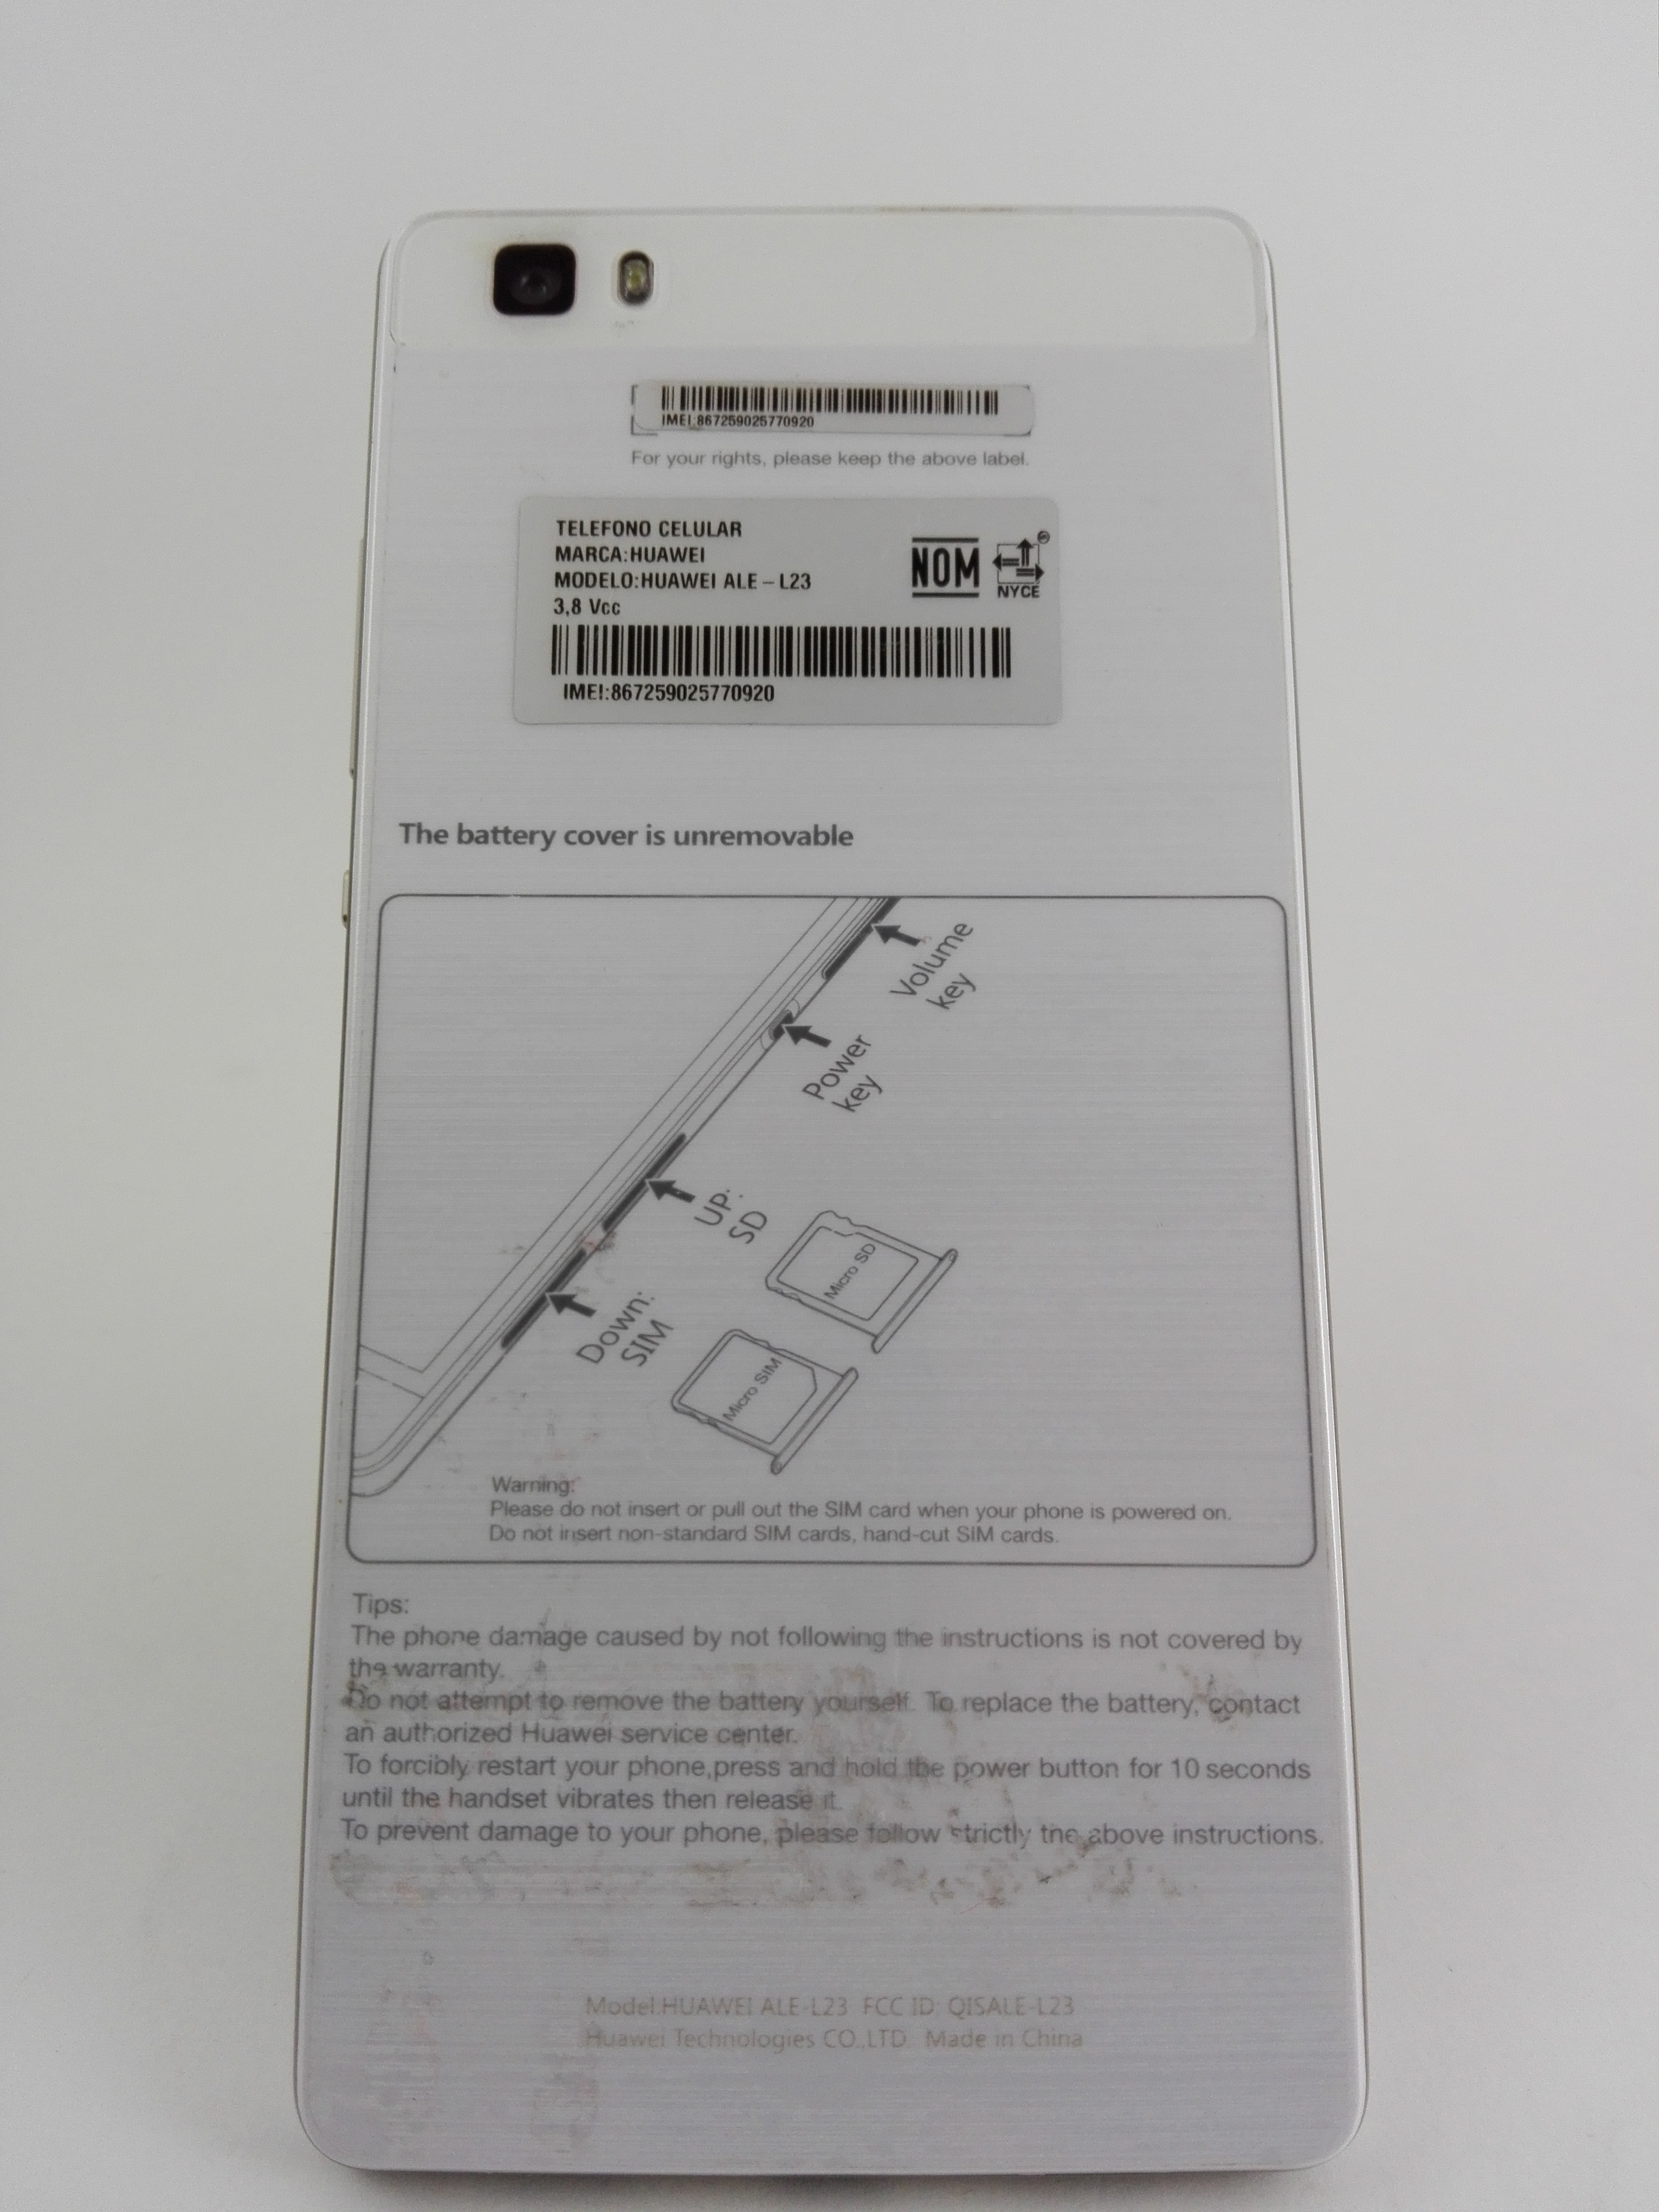 IMEI:867259025770920
For your rights, please keep the above label.
TELEFONO CELULAR
MARCA:HUAWEI
MODELO:HUAWEI ALE – L23
3,8 Vcc
NOM
NYCE
IMEI:867259025770920
The battery cover is unremovable
Volume
key
Power
key
UP:
SD
Micro SD
Down:
SIM
Micro SIM
Warning:
Please do not insert or pull out the SIM card when your phone is powered on.
Do not insert non-standard SIM cards, hand-cut SIM cards.
Tips:
The phone damage caused by not following the instructions is not covered by
the warranty.
Do not attempt to remove the battery yourself. To replace the battery, contact
an authorized Huawei service center.
To forcibly restart your phone,press and hold the power button for 10 seconds
until the handset vibrates then release it.
To prevent damage to your phone, please follow strictly the above instructions.
Model:HUAWEI ALE-L23 FCC ID: QISALE-L23
Huawei Technologies CO.,LTD. Made in China